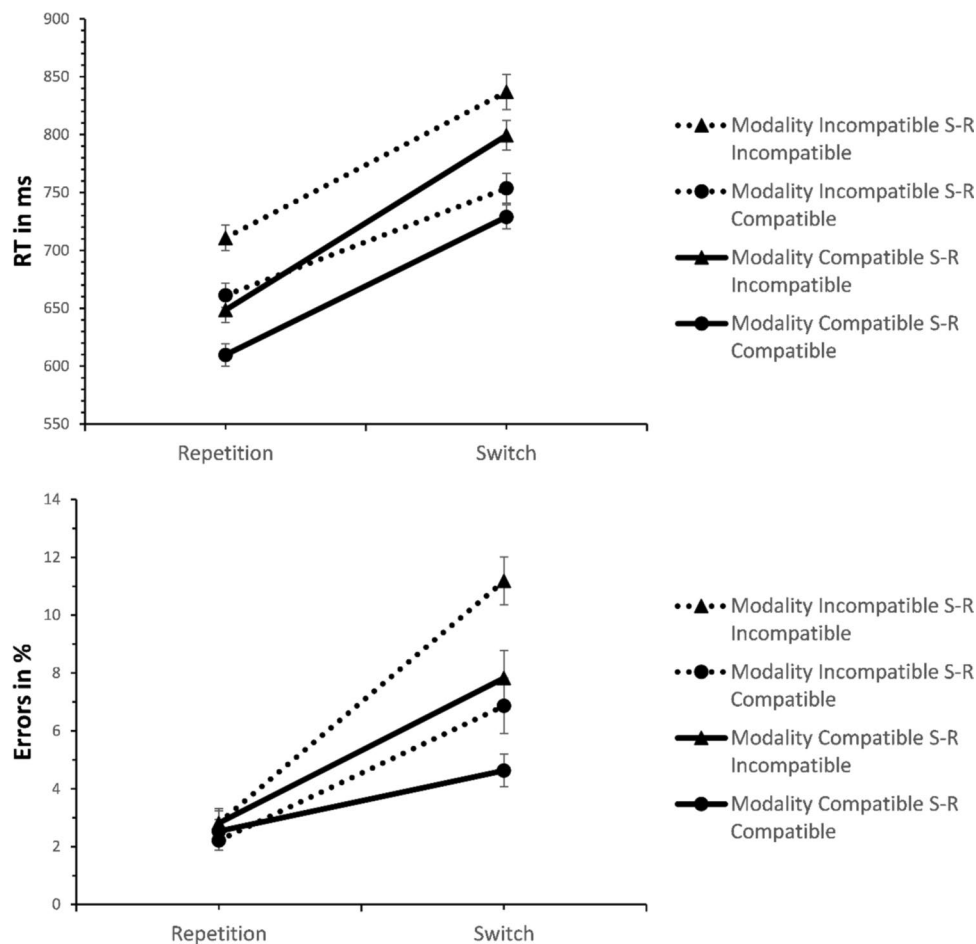 900
850
800
750
700
650
600
550
RT in ms
Repetition
Switch
Modality Incompatible S-R
Incompatible
Modality Incompatible S-R
Compatible
Modality Compatible S-R
Incompatible
Modality Compatible S-R
Compatible
14
12
10
8
6
4
2
0
Errors in %
Repetition
Switch
Modality Incompatible S-R
Incompatible
Modality Incompatible S-R
Compatible
Modality Compatible S-R
Incompatible
Modality Compatible S-R
Compatible